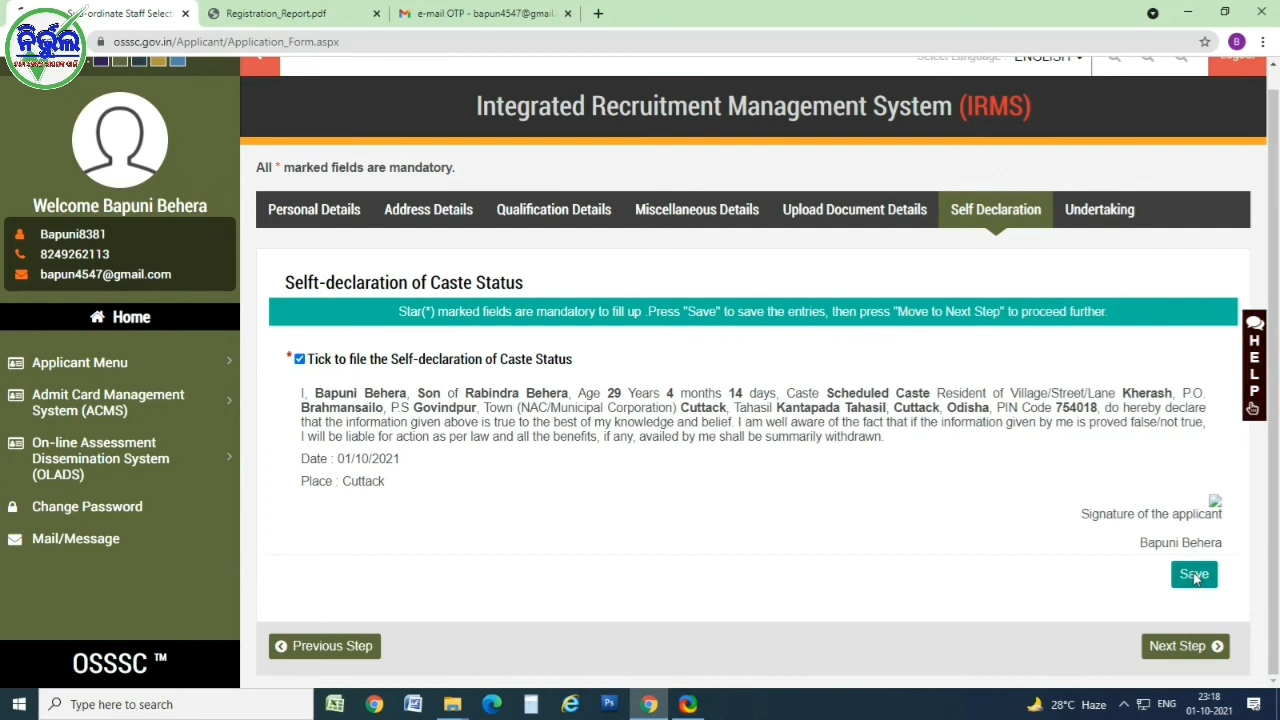 Sub-ordinate Staff Select
Registration_Report.pdf
e-mail OTP - bapun4547@gmail.
ନିର୍ଭୁଲ
osssc.gov.in/Applicant/Application_Form.aspx
B
Select Language : ENGLISH
Logout
Integrated Recruitment Management System (IRMS)
Welcome Bapuni Behera
Bapuni8381
8249262113
bapun4547@gmail.com
Home
Applicant Menu
Admit Card Management
System (ACMS)
On-line Assessment
Dissemination System
(OLADS)
Change Password
Mail/Message
OSSSC ™
All * marked fields are mandatory.
Personal Details
Address Details
Qualification Details
Miscellaneous Details
Upload Document Details
Self Declaration
Undertaking
Selft-declaration of Caste Status
Star(*) marked fields are mandatory to fill up .Press "Save" to save the entries, then press "Move to Next Step" to proceed further.
* Tick to file the Self-declaration of Caste Status
I, Bapuni Behera, Son of Rabindra Behera, Age 29 Years 4 months 14 days, Caste Scheduled Caste Resident of Village/Street/Lane Kherash, P.O.
Brahmansailo, P.S Govindpur, Town (NAC/Municipal Corporation) Cuttack, Tahasil Kantapada Tahasil, Cuttack, Odisha, PIN Code 754018, do hereby declare
that the information given above is true to the best of my knowledge and belief. I am well aware of the fact that if the information given by me is proved false/not true,
I will be liable for action as per law and all the benefits, if any, availed by me shall be summarily withdrawn.
Date : 01/10/2021
Place : Cuttack
Signature of the applicant
Bapuni Behera
Save
Previous Step
Next Step
HELP
Type here to search
28°C Haze
ENG
23:18
01-10-2021